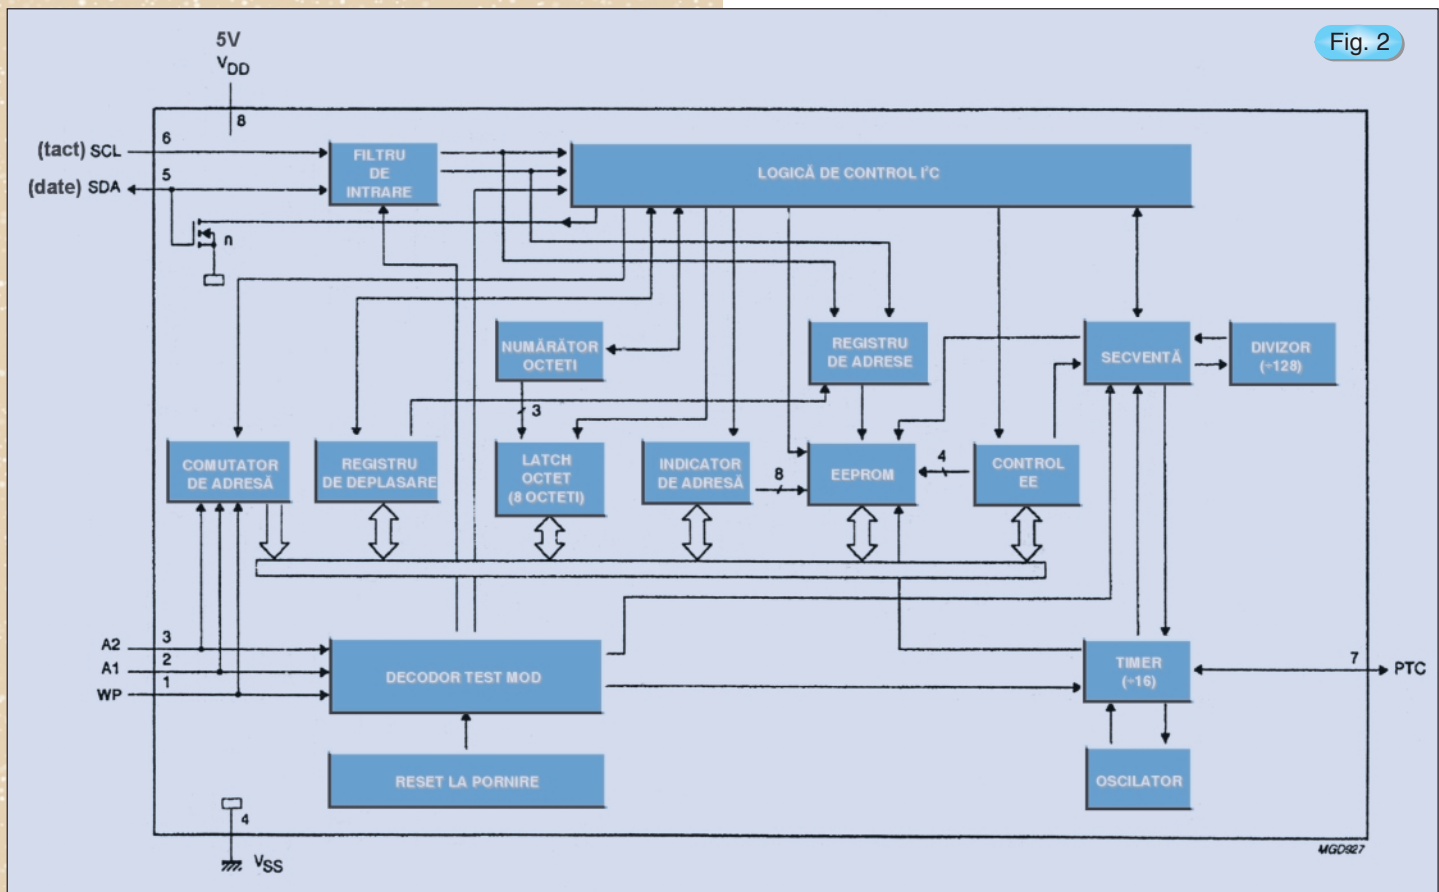 Fig. 2
5V
VDD
8
(tact) SCL
6
(date) SDA
5
n
FILTRU
DE
INTRARE
LOGICĂ DE CONTROL I²C
NUMĂRĂTOR
OCTETI
3
REGISTRU
DE ADRESE
SECVENTĂ
DIVIZOR
(÷128)
COMUTATOR
DE ADRESĂ
REGISTRU
DE DEPLASARE
LATCH
OCTET
(8 OCTETI)
INDICATOR
DE ADRESĂ
8
EEPROM
4
CONTROL
EE
A2
3
A1
2
WP
1
DECODOR TEST MOD
TIMER
(÷16)
7
PTC
RESET LA PORNIRE
OSCILATOR
4
VSS
MGD927